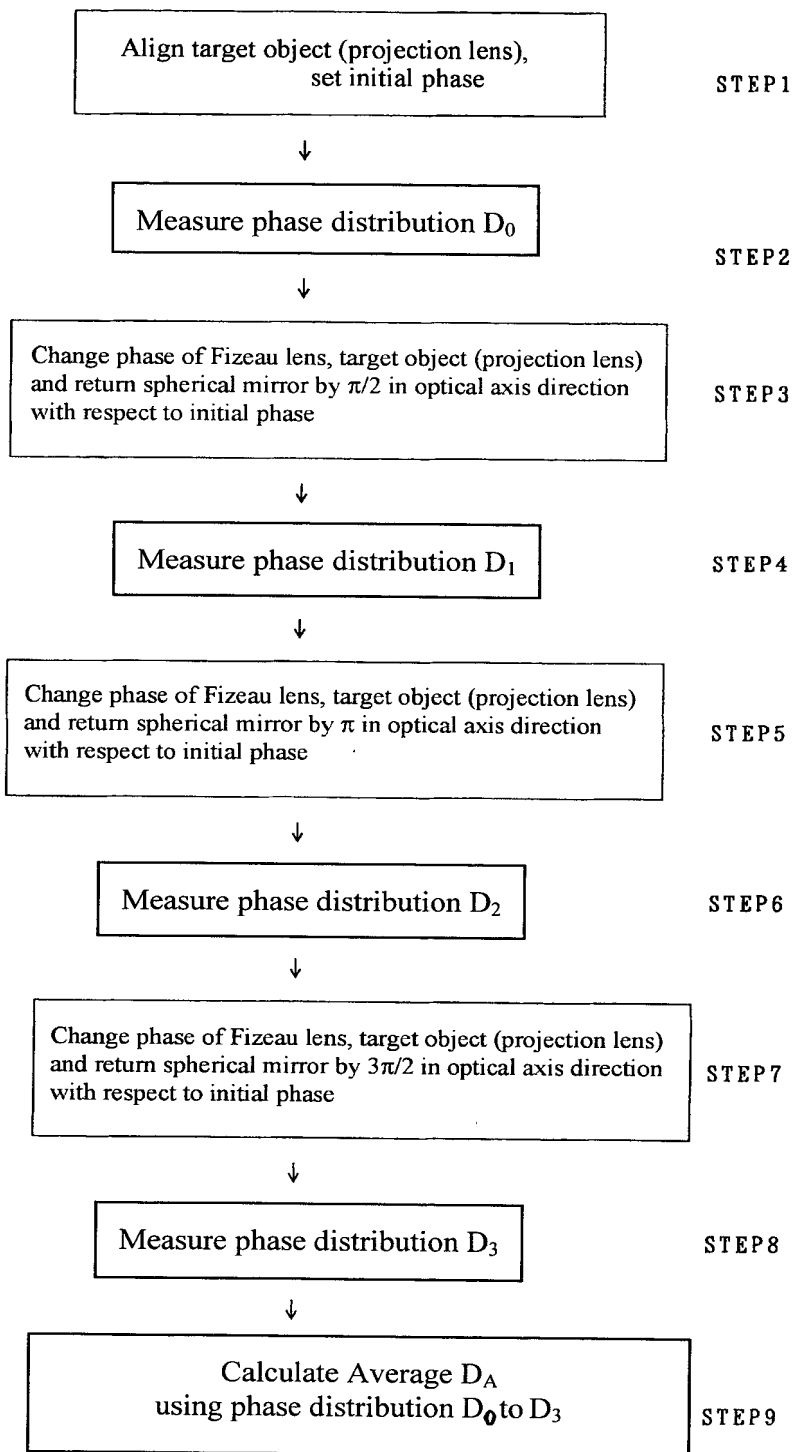 Align target object (projection lens),
set initial phase
STEP1
↓
Measure phase distribution D₀
STEP2
↓
Change phase of Fizeau lens, target object (projection lens)
and return spherical mirror by π/2 in optical axis direction
with respect to initial phase
STEP3
↓
Measure phase distribution D₁
STEP4
↓
Change phase of Fizeau lens, target object (projection lens)
and return spherical mirror by π in optical axis direction
with respect to initial phase
STEP5
↓
Measure phase distribution D₂
STEP6
↓
Change phase of Fizeau lens, target object (projection lens)
and return spherical mirror by 3π/2 in optical axis direction
with respect to initial phase
STEP7
↓
Measure phase distribution D₃
STEP8
↓
Calculate Average D_A
using phase distribution D₀ to D₃
STEP9